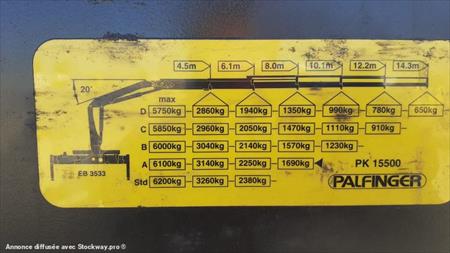 4.5m 6.1m 8.0m 10.1m 12.2m 14.3m
20°
max
D 5750kg 2860kg 1940kg 1350kg 990kg 780kg 650kg
C 5850kg 2960kg 2050kg 1470kg 1110kg 910kg
B 6000kg 3040kg 2140kg 1570kg 1230kg
A 6100kg 3140kg 2250kg 1690kg PK 15500
EB 3533
Std 6200kg 3260kg 2380kg PALFINGER
Annonce diffusée avec Stockway.pro ®